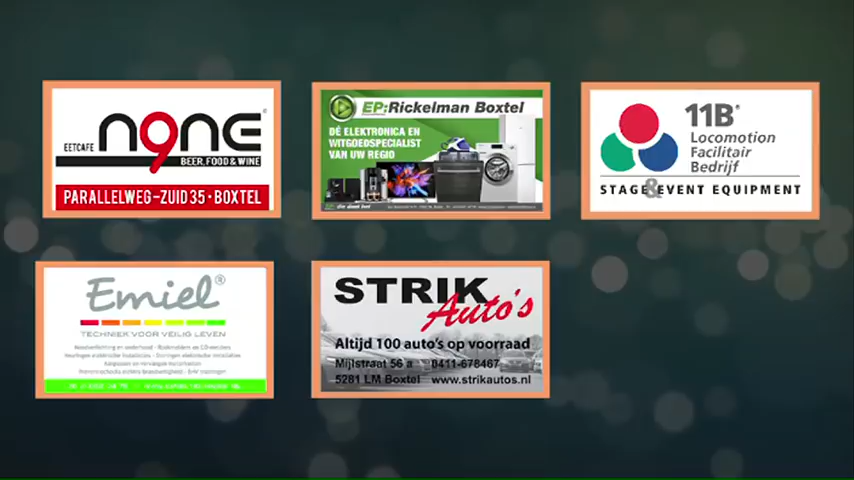 EETCAFE
n9nE®
BEER, FOOD & WINE
PARALLELWEG-ZUID 35 • BOXTEL
EP:Rickelman Boxtel
DÉ ELEKTRONICA EN
WITGOEDSPECIALIST
VAN UW REGIO
11B®
Locomotion
Facilitair
Bedrijf
STAGE & EVENT EQUIPMENT
Emiel®
TECHNIEK VOOR VEILIG LEVEN
STRIK
Auto's
Altijd 100 auto's op voorraad
Mijlstraat 56 a 0411-678467
5281 LM Boxtel www.strikautos.nl